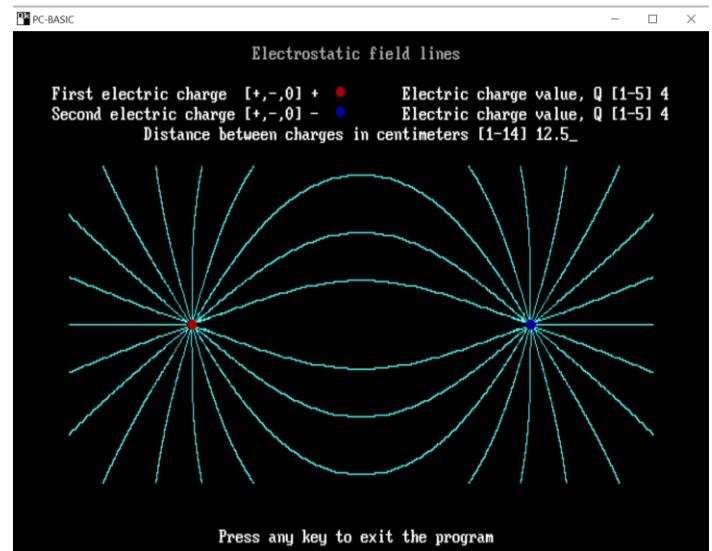 PC-BASIC
Electrostatic field lines
First electric charge [+,-,0] + Electric charge value, Q [1-5] 4
Second electric charge [+,-,0] - Electric charge value, Q [1-5] 4
Distance between charges in centimeters [1-14] 12.5_
Press any key to exit the program